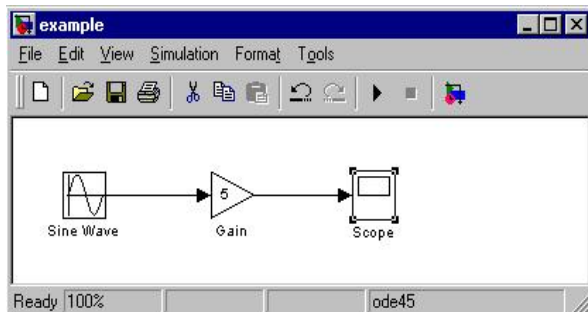 example
File Edit View Simulation Format Tools
5
Sine Wave Gain Scope
Ready 100% ode45